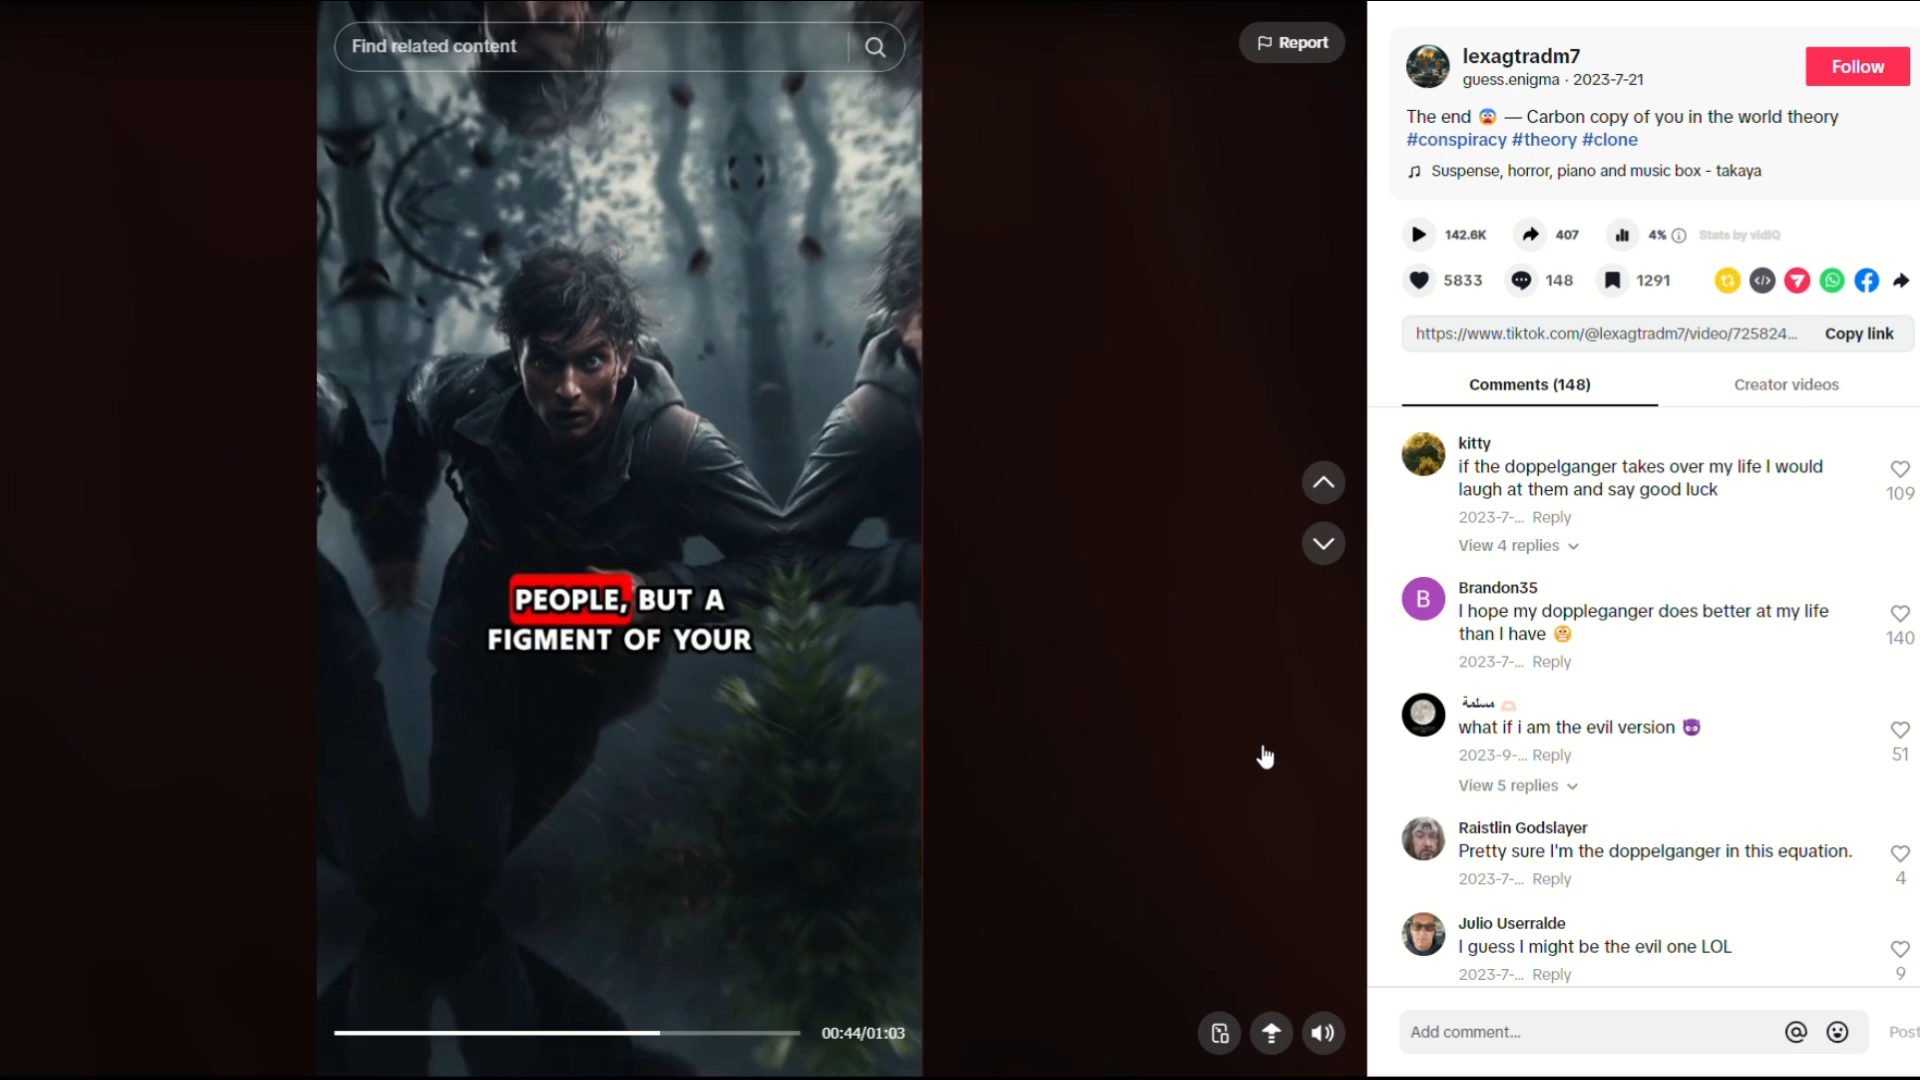 Find related content
Report
PEOPLE, BUT A
FIGMENT OF YOUR
00:44/01:03
lexagtradm7
guess.enigma · 2023-7-21
Follow
The end 😨 — Carbon copy of you in the world theory
#conspiracy #theory #clone
Suspense, horror, piano and music box - takaya
142.6K 407 4% Stats by vidIQ
5833 148 1291
https://www.tiktok.com/@lexagtradm7/video/725824... Copy link
Comments (148) Creator videos
kitty
if the doppelganger takes over my life I would
laugh at them and say good luck
109
2023-7-... Reply
View 4 replies
B
Brandon35
I hope my doppleganger does better at my life
than I have 😬
140
2023-7-... Reply
what if i am the evil version 😈
51
2023-9-... Reply
View 5 replies
Raistlin Godslayer
Pretty sure I'm the doppelganger in this equation.
4
2023-7-... Reply
Julio Userralde
I guess I might be the evil one LOL
9
2023-7-... Reply
Add comment... Post